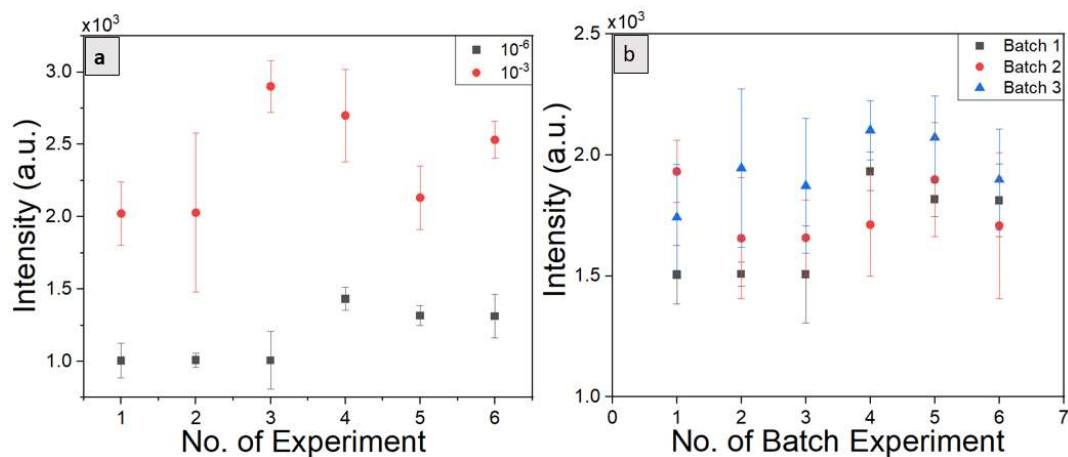 x10³
a
10⁻⁶
10⁻³
3.0
2.5
2.0
1.5
1.0
Intensity (a.u.)
1 2 3 4 5 6
No. of Experiment
x10³
b
Batch 1
Batch 2
Batch 3
2.5
2.0
1.5
1.0
Intensity (a.u.)
0 1 2 3 4 5 6 7
No. of Batch Experiment